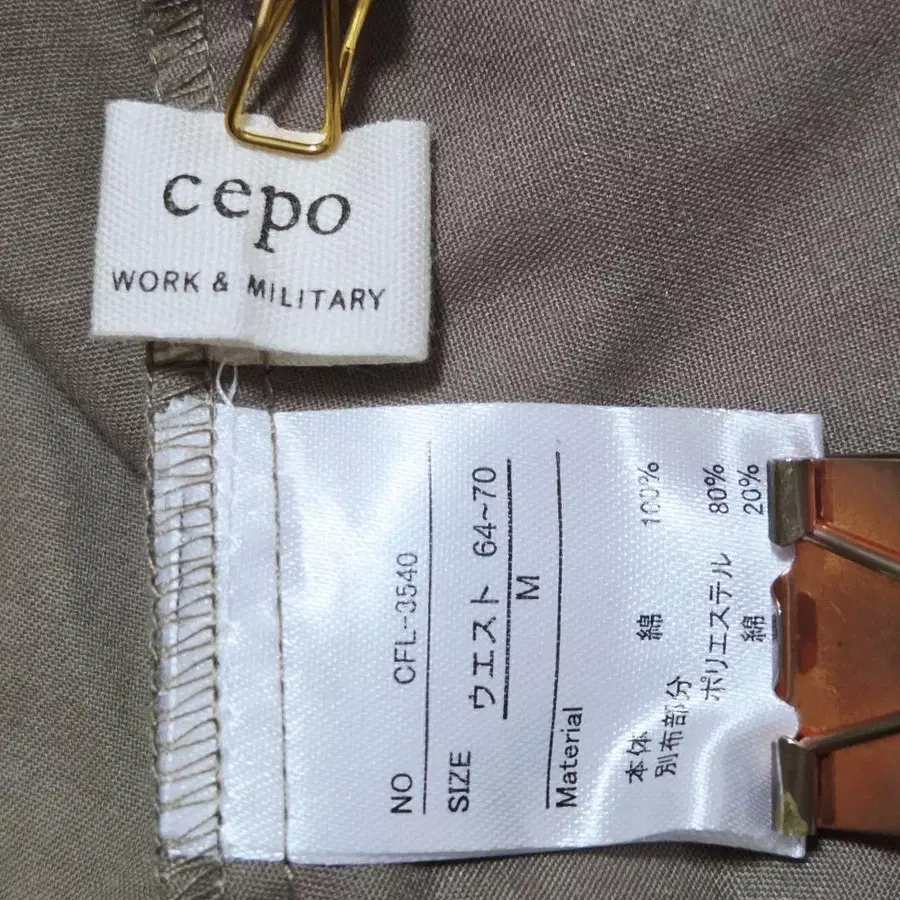 cepo
WORK & MILITARY
NO CFL-3540
SIZE ウエスト 64~70
M
Material
本体 綿 100%
別布部分
ポリエステル 80%
綿 20%